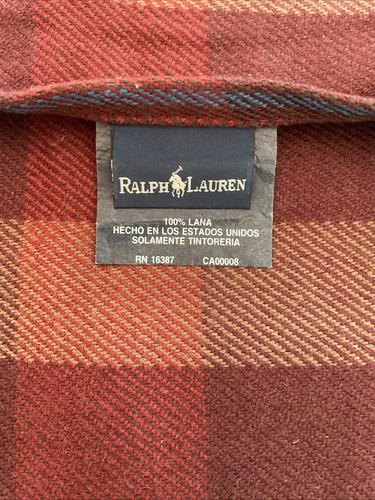 RALPH LAUREN
100% LANA
HECHO EN LOS ESTADOS UNIDOS
SOLAMENTE TINTORERIA
RN 16387 CA00008